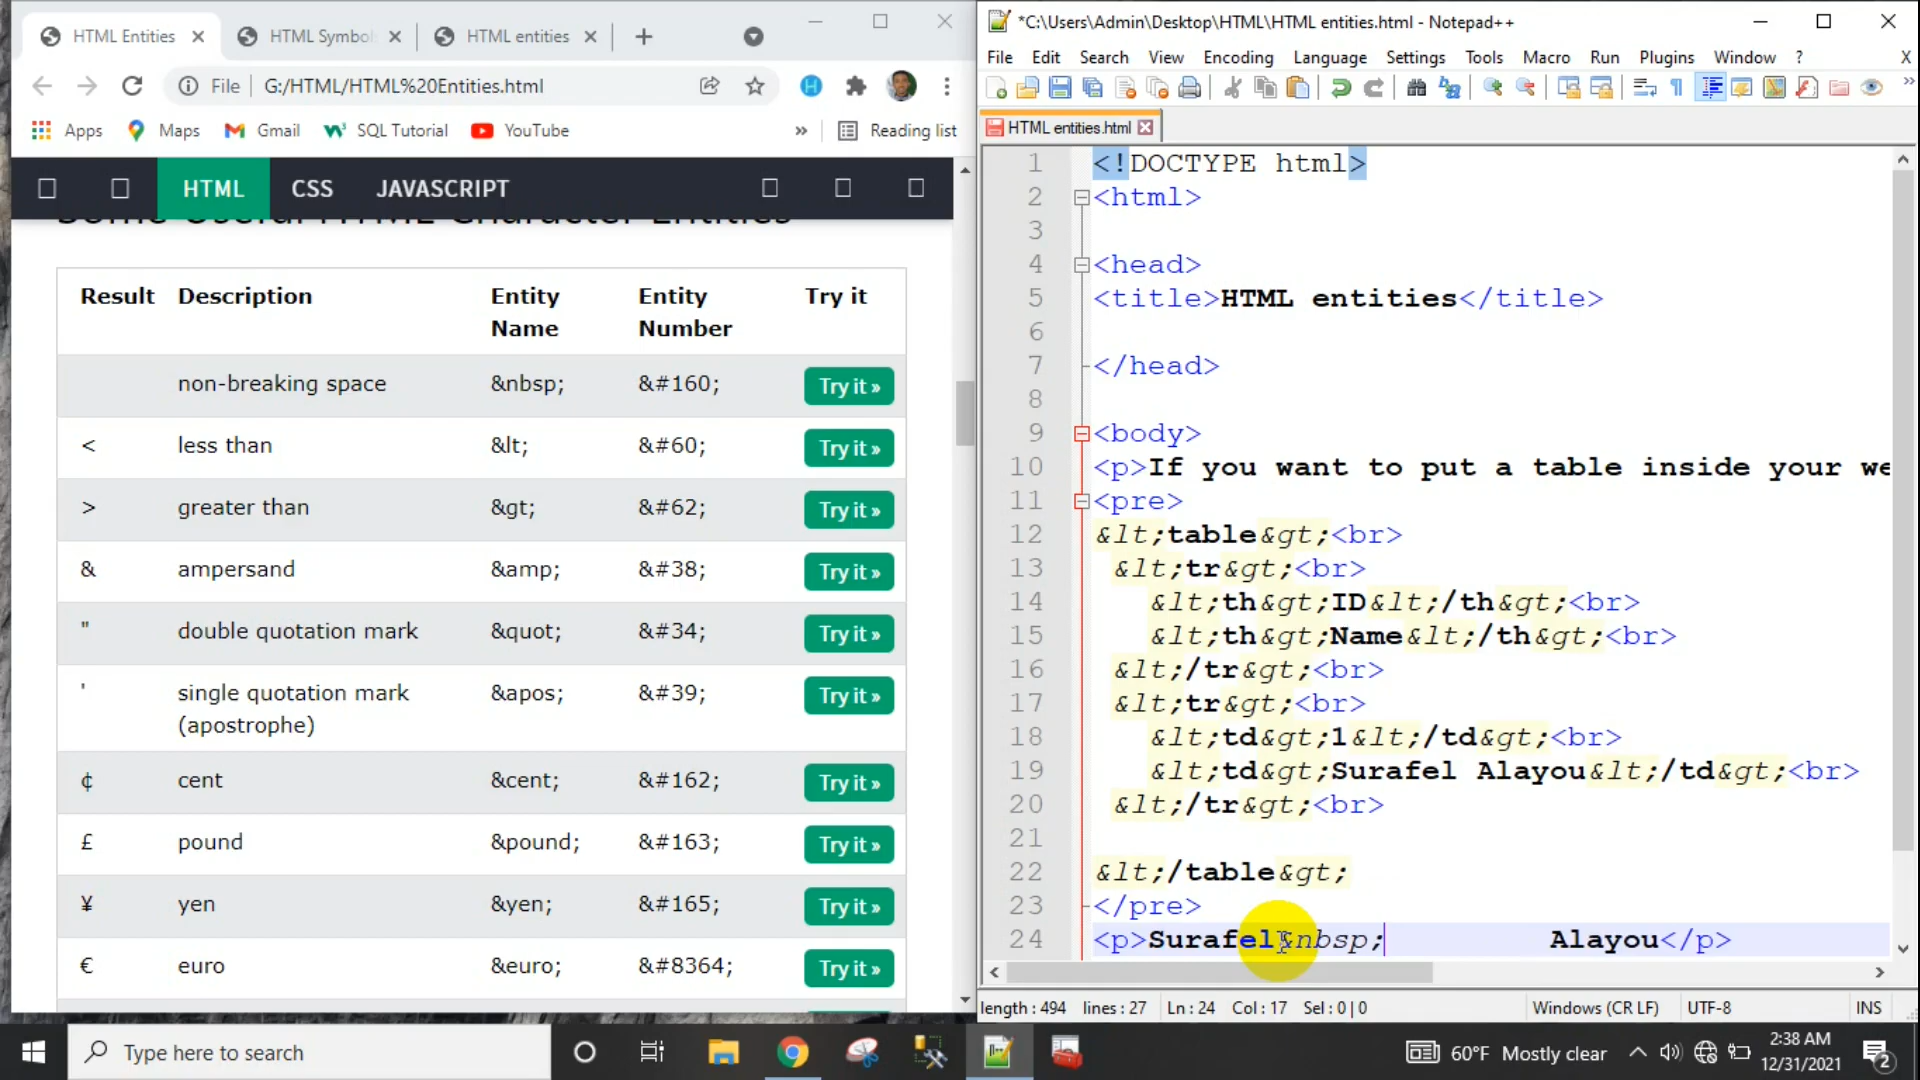 HTML Entities
HTML Symbol
HTML entities
File
G:/HTML/HTML%20Entities.html
Apps
Maps
Gmail
SQL Tutorial
YouTube
»
Reading list
HTML
CSS
JAVASCRIPT
Some Useful HTML Character Entities
Result Description Entity Name Entity Number Try it
non-breaking space &nbsp; &#160; Try it »
< less than &lt; &#60; Try it »
> greater than &gt; &#62; Try it »
& ampersand &amp; &#38; Try it »
" double quotation mark &quot; &#34; Try it »
' single quotation mark (apostrophe) &apos; &#39; Try it »
¢ cent &cent; &#162; Try it »
£ pound &pound; &#163; Try it »
¥ yen &yen; &#165; Try it »
€ euro &euro; &#8364; Try it »
*C:\Users\Admin\Desktop\HTML\HTML entities.html - Notepad++
File Edit Search View Encoding Language Settings Tools Macro Run Plugins Window ? X
HTML entities.html
1 <!DOCTYPE html>
2 <html>
3
4 <head>
5 <title>HTML entities</title>
6
7 </head>
8
9 <body>
10 <p>If you want to put a table inside your we
11 <pre>
12 &lt;table&gt;<br>
13 &lt;tr&gt;<br>
14 &lt;th&gt;ID&lt;/th&gt;<br>
15 &lt;th&gt;Name&lt;/th&gt;<br>
16 &lt;/tr&gt;<br>
17 &lt;tr&gt;<br>
18 &lt;td&gt;1&lt;/td&gt;<br>
19 &lt;td&gt;Surafel Alayou&lt;/td&gt;<br>
20 &lt;/tr&gt;<br>
21
22 &lt;/table&gt;
23 </pre>
24 <p>Surafel&nbsp; Alayou</p>
length : 494 lines : 27 Ln : 24 Col : 17 Sel : 0 | 0 Windows (CR LF) UTF-8 INS
Type here to search
60°F Mostly clear
2:38 AM
12/31/2021
2